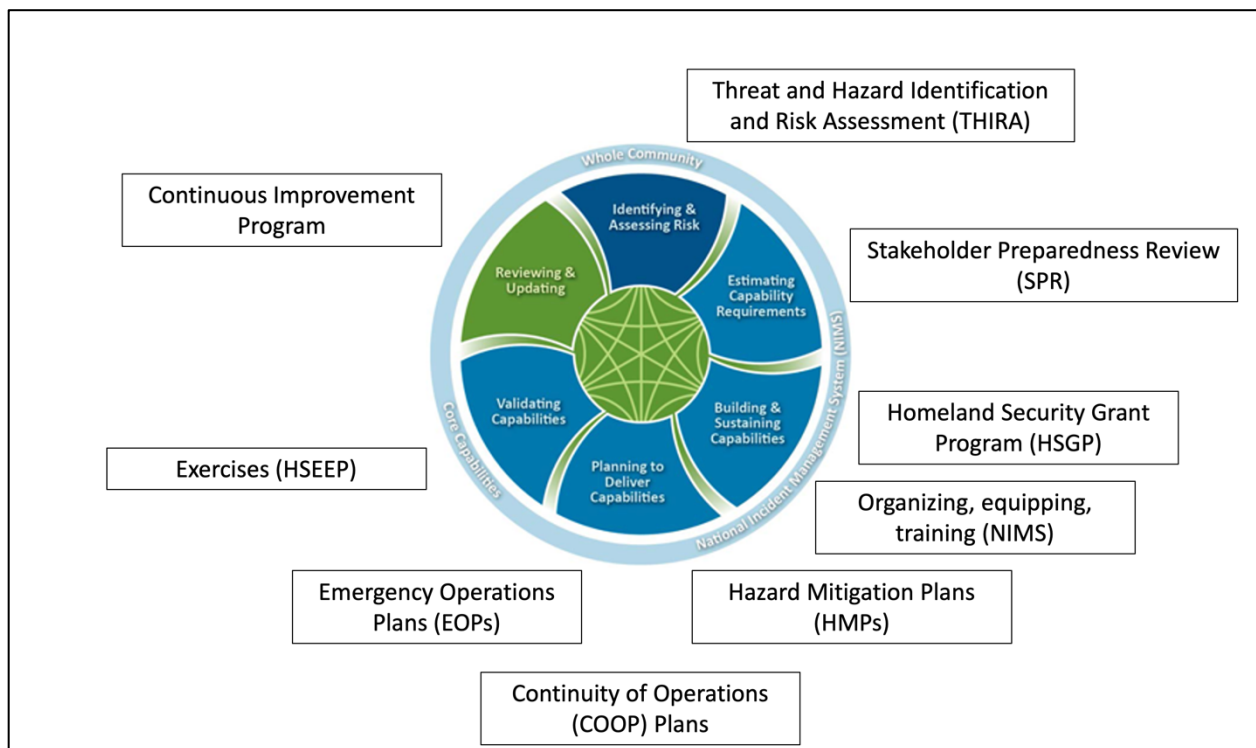 Threat and Hazard Identification
and Risk Assessment (THIRA)
Whole Community
Continuous Improvement
Program
Identifying &
Assessing Risk
Stakeholder Preparedness Review
(SPR)
Reviewing &
Updating
Estimating
Capability
Requirements
National Incident Management System (NIMS)
Core Capabilities
Validating
Capabilities
Building &
Sustaining
Capabilities
Homeland Security Grant
Program (HSGP)
Exercises (HSEEP)
Planning to
Deliver
Capabilities
Organizing, equipping,
training (NIMS)
Emergency Operations
Plans (EOPs)
Hazard Mitigation Plans
(HMPs)
Continuity of Operations
(COOP) Plans